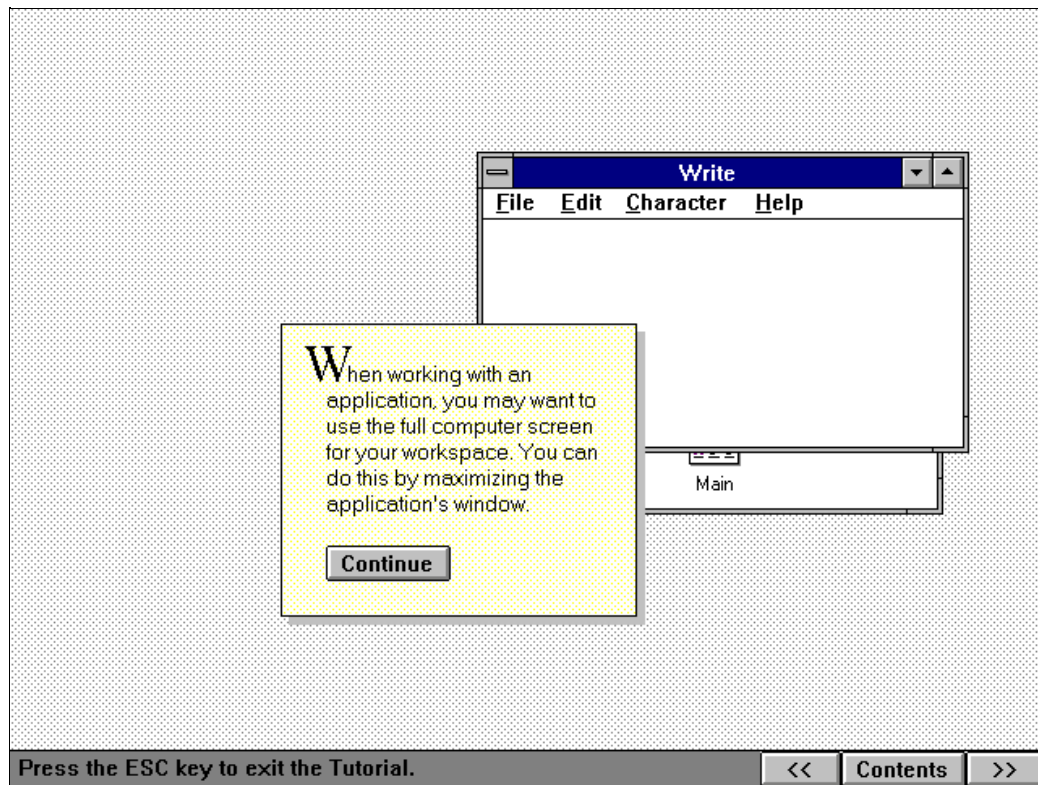 Write
File Edit Character Help
When working with an
application, you may want to
use the full computer screen
for your workspace. You can
do this by maximizing the
application's window.
Continue
Main
Press the ESC key to exit the Tutorial.
<< Contents >>